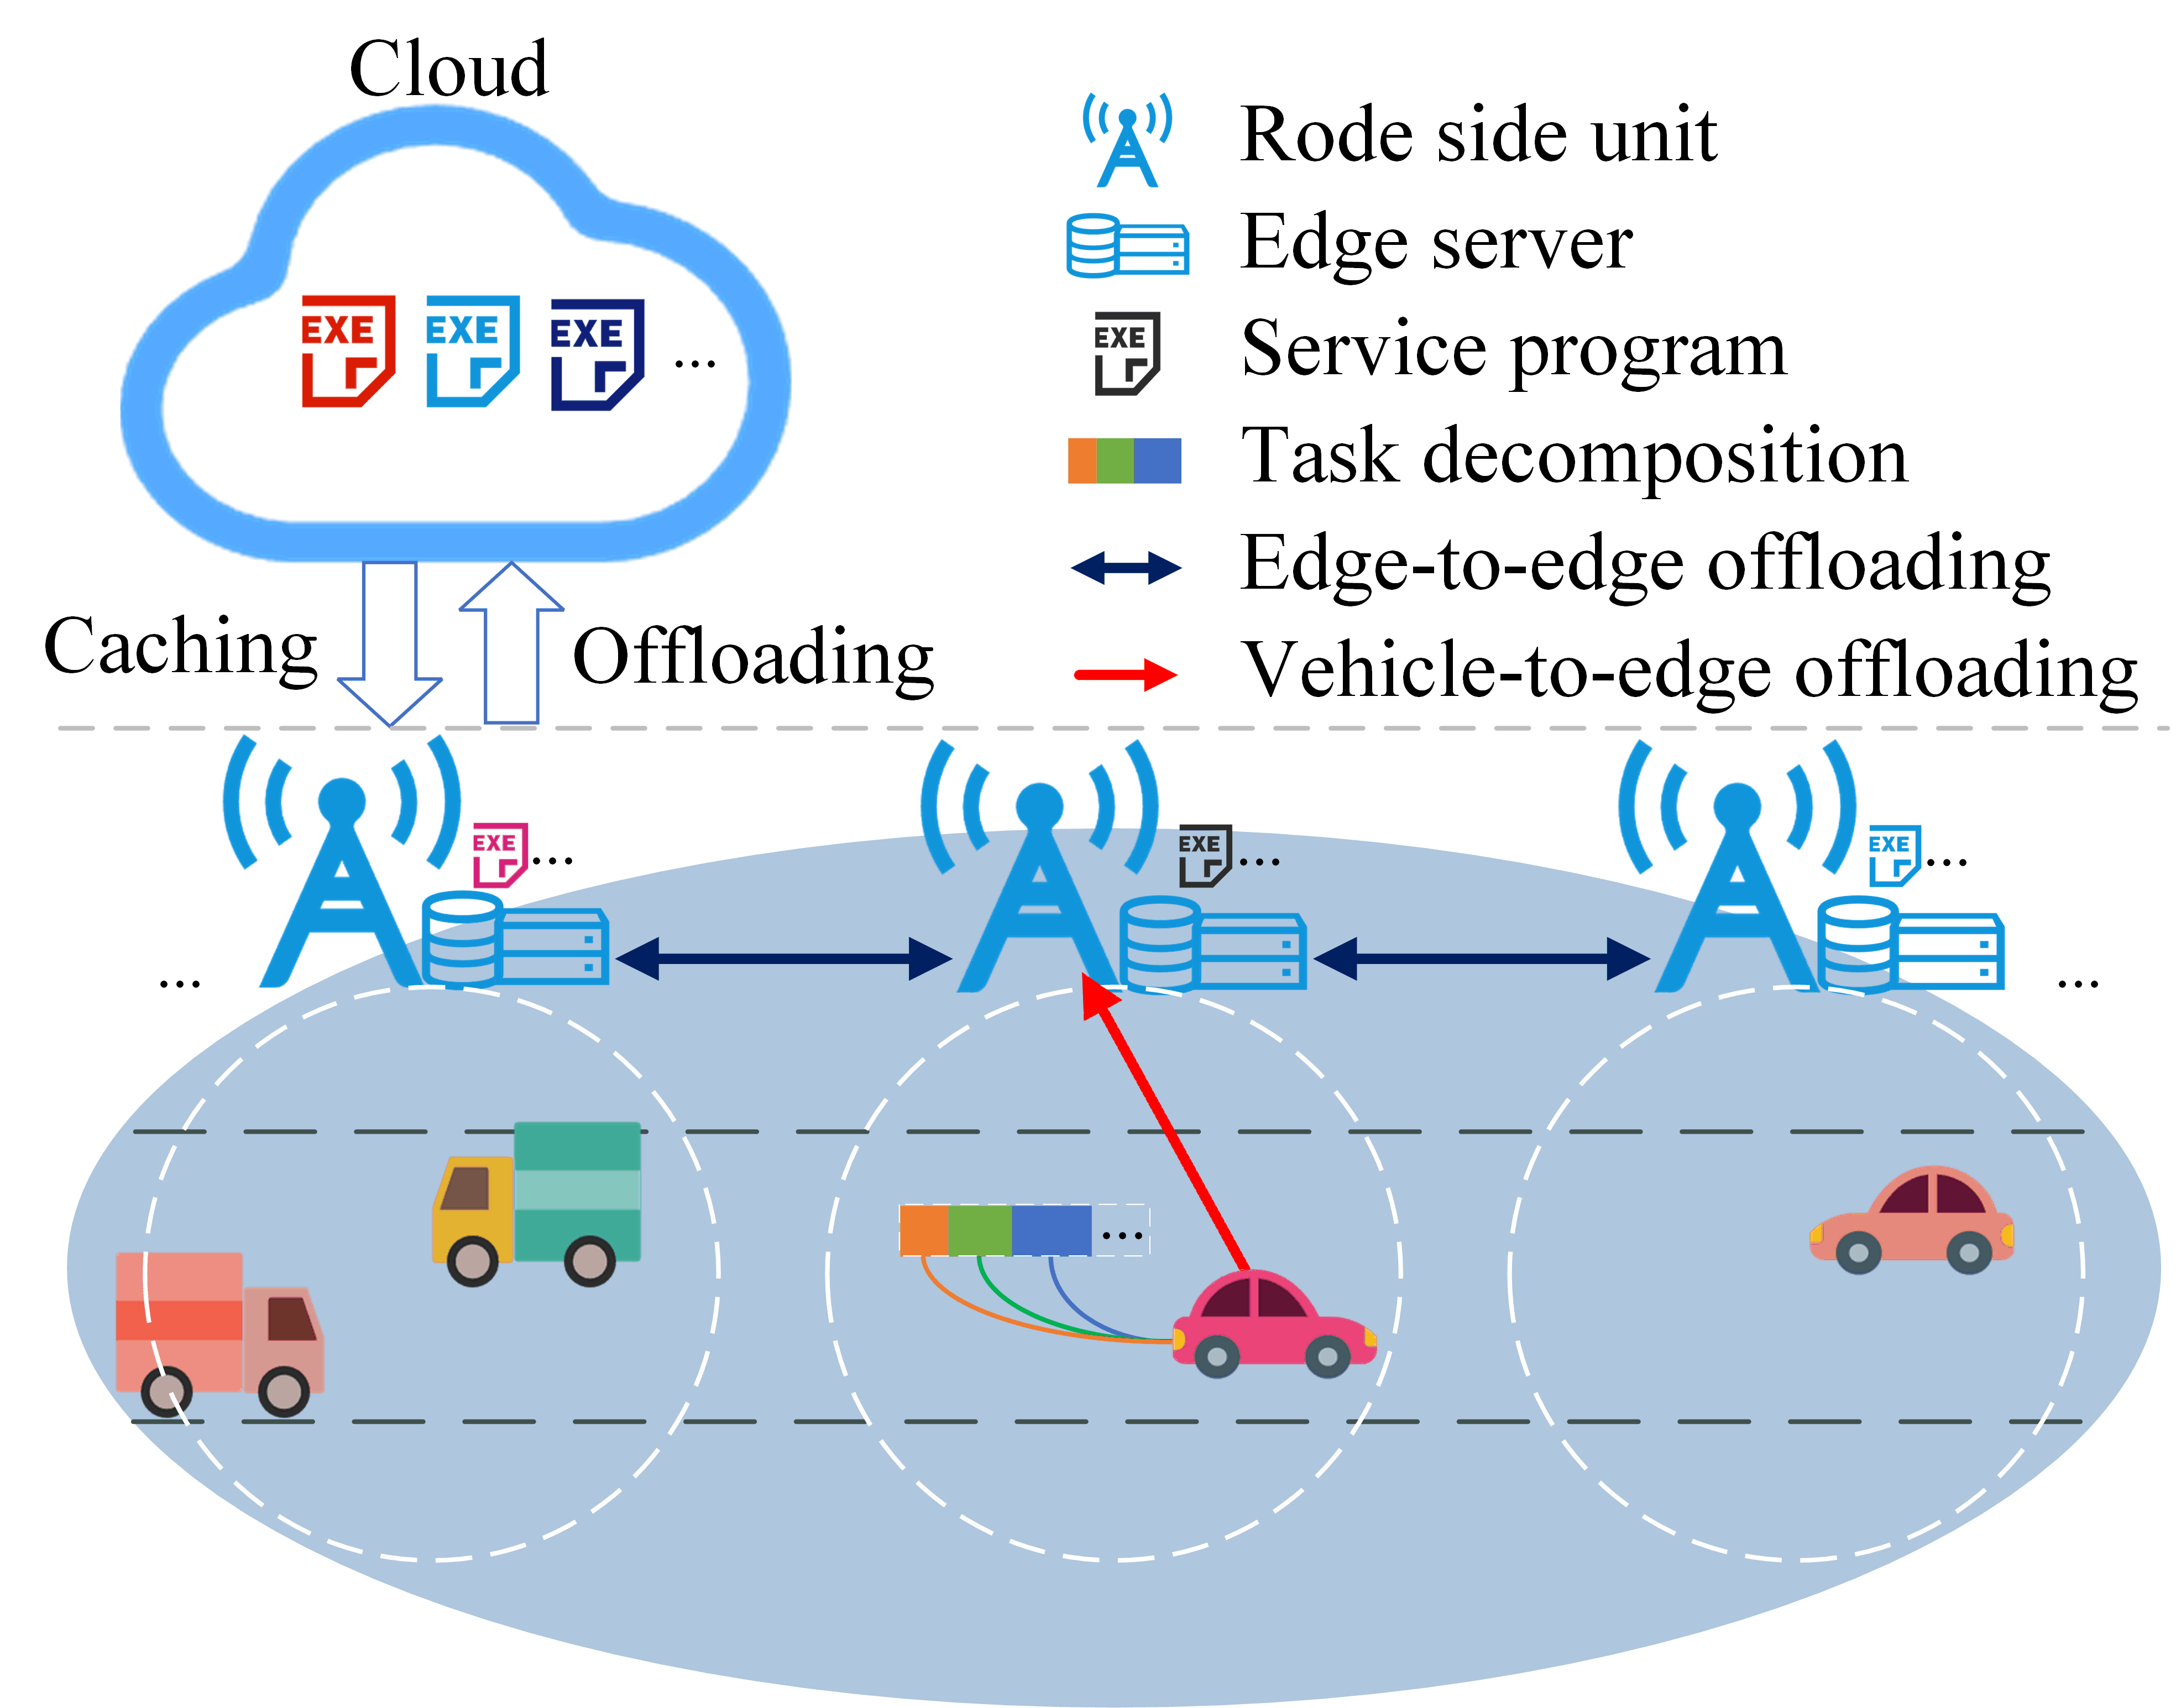 Cloud
EXE EXE EXE ...
Caching
Offloading
Rode side unit
Edge server
EXE Service program
Task decomposition
Edge-to-edge offloading
Vehicle-to-edge offloading
EXE ... EXE ... EXE ...
... ...
...